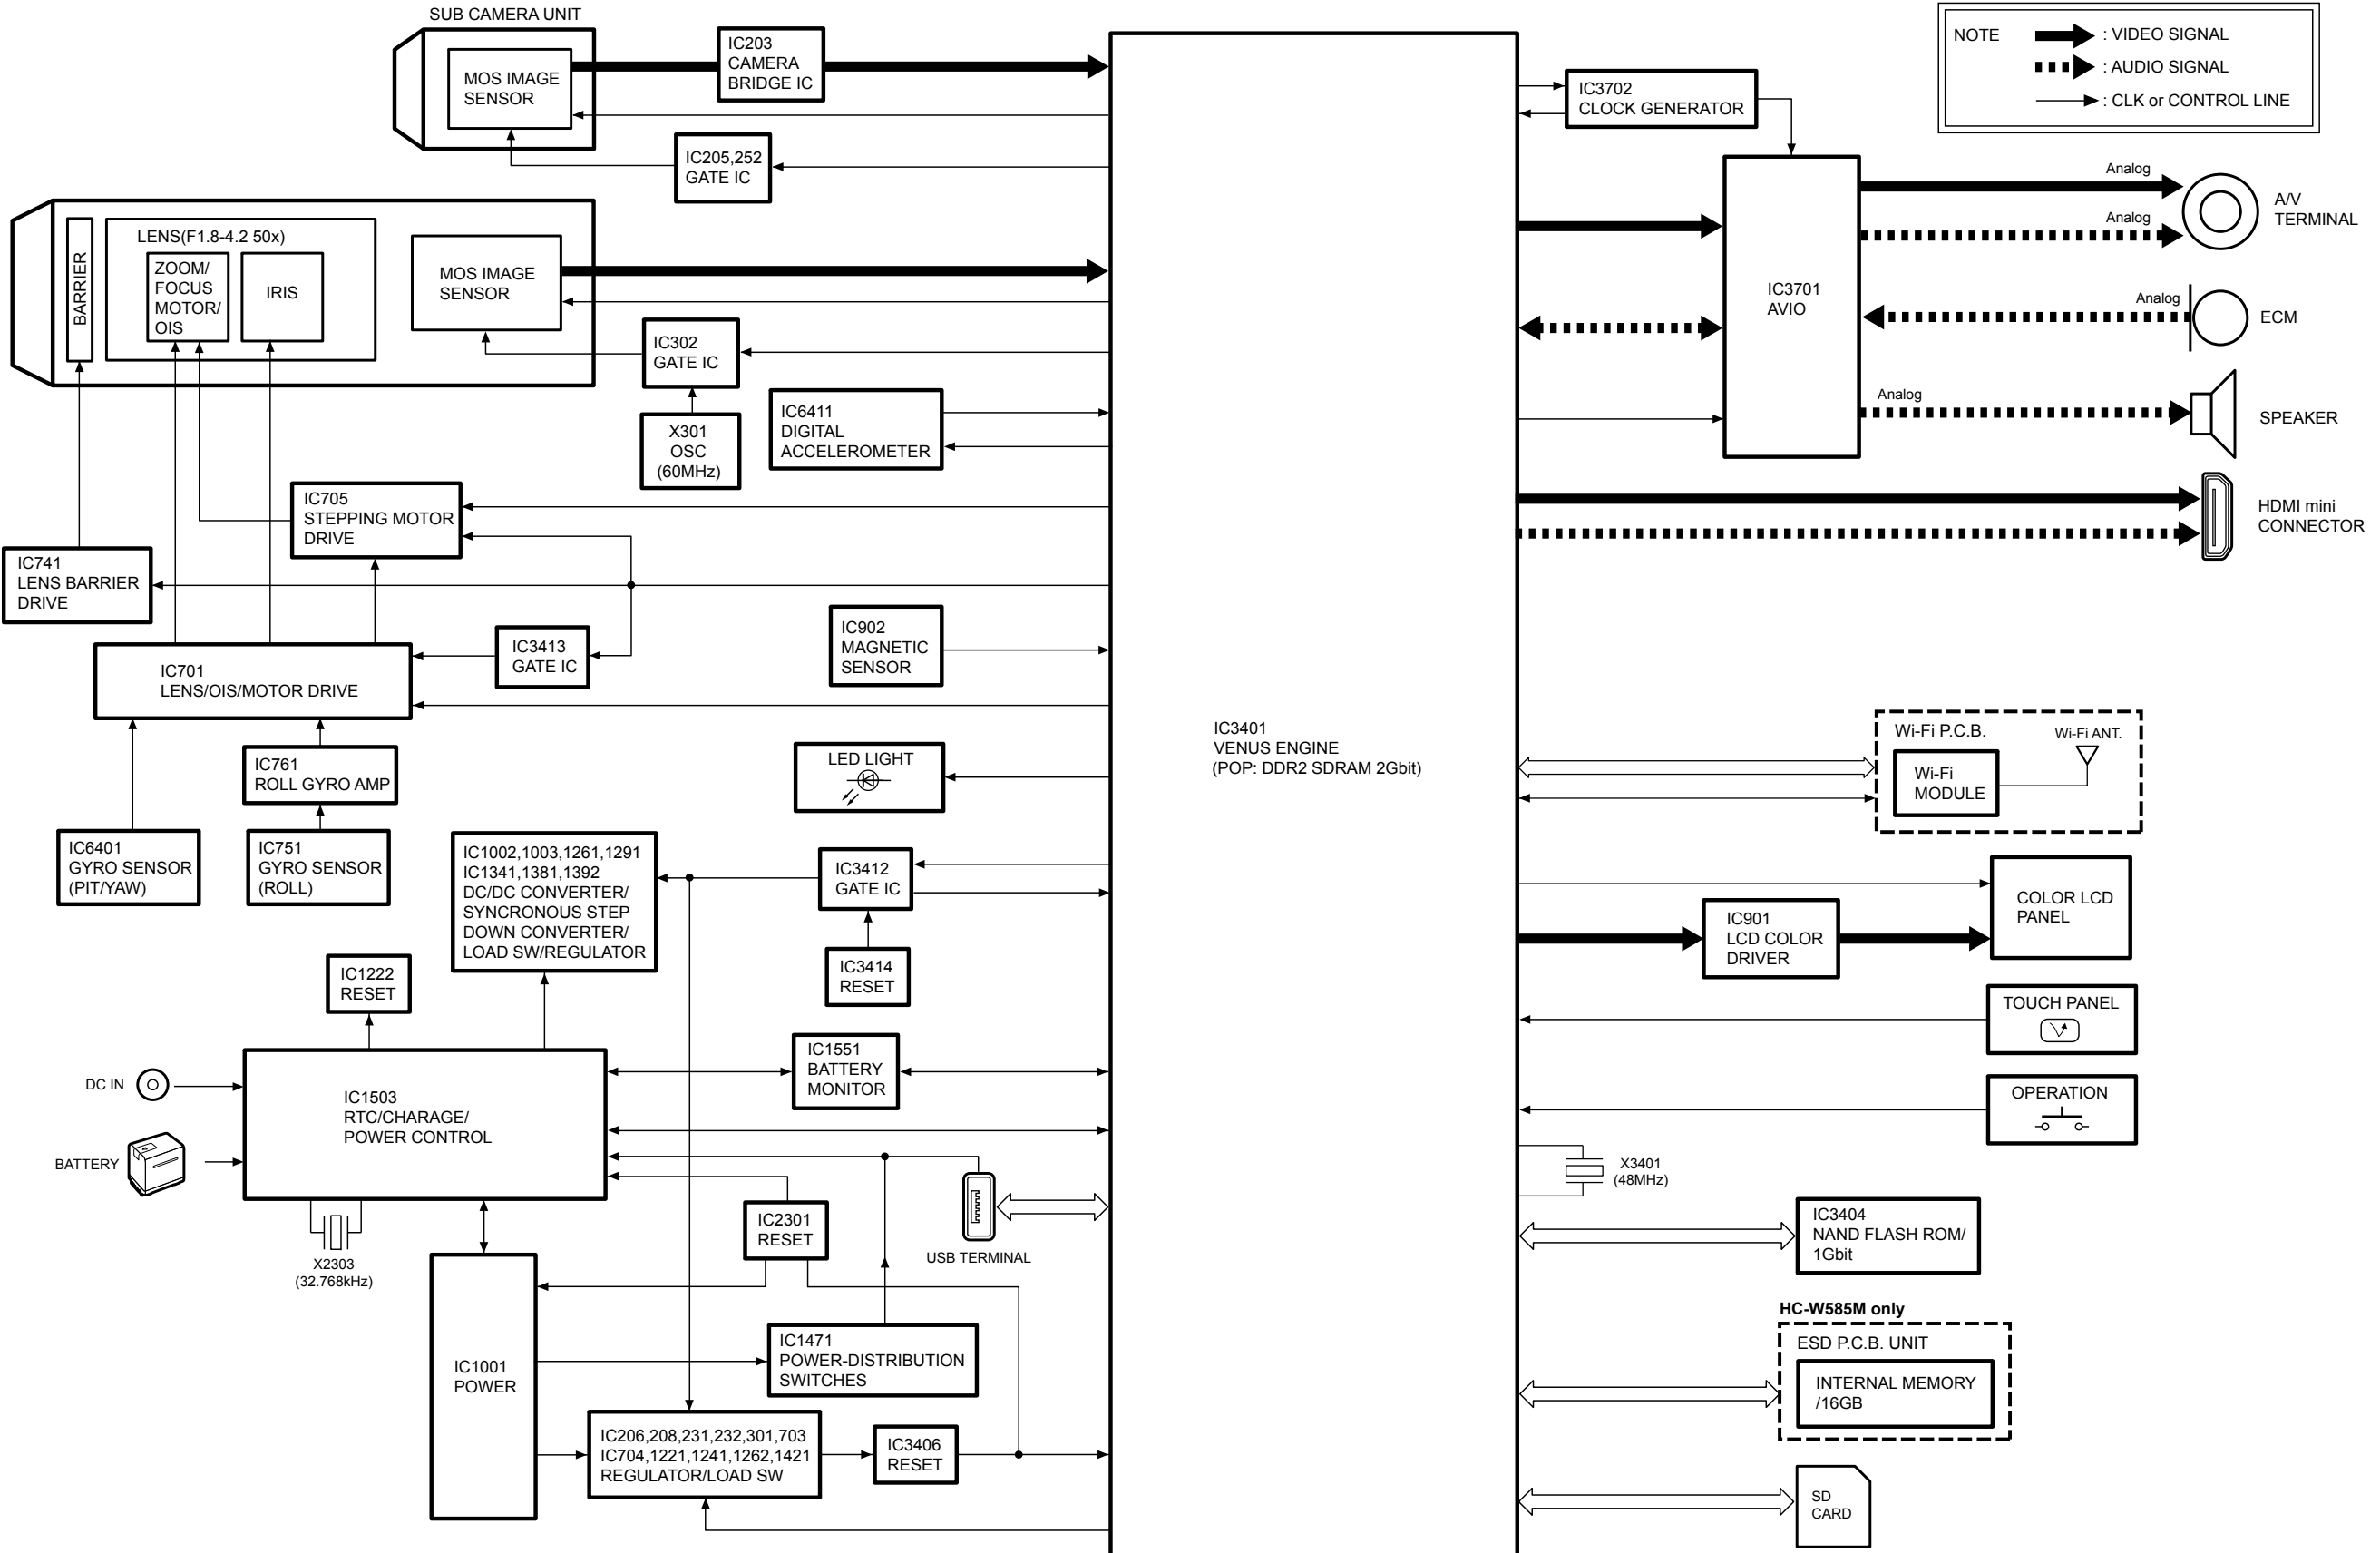 SUB CAMERA UNIT
MOS IMAGE
SENSOR
IC203
CAMERA
BRIDGE IC
IC205,252
GATE IC
LENS(F1.8-4.2 50x)
BARRIER
ZOOM/
FOCUS
MOTOR/
OIS
IRIS
MOS IMAGE
SENSOR
IC302
GATE IC
X301
OSC
(60MHz)
IC6411
DIGITAL
ACCELEROMETER
IC705
STEPPING MOTOR
DRIVE
IC741
LENS BARRIER
DRIVE
IC3413
GATE IC
IC902
MAGNETIC
SENSOR
IC701
LENS/OIS/MOTOR DRIVE
IC761
ROLL GYRO AMP
IC6401
GYRO SENSOR
(PIT/YAW)
IC751
GYRO SENSOR
(ROLL)
LED LIGHT
IC1002,1003,1261,1291
IC1341,1381,1392
DC/DC CONVERTER/
SYNCRONOUS STEP
DOWN CONVERTER/
LOAD SW/REGULATOR
IC3412
GATE IC
IC3414
RESET
IC1222
RESET
IC1551
BATTERY
MONITOR
DC IN
BATTERY
IC1503
RTC/CHARAGE/
POWER CONTROL
X2303
(32.768kHz)
IC2301
RESET
USB TERMINAL
IC1001
POWER
IC1471
POWER-DISTRIBUTION
SWITCHES
IC206,208,231,232,301,703
IC704,1221,1241,1262,1421
REGULATOR/LOAD SW
IC3406
RESET
IC3401
VENUS ENGINE
(POP: DDR2 SDRAM 2Gbit)
NOTE
: VIDEO SIGNAL
: AUDIO SIGNAL
: CLK or CONTROL LINE
IC3702
CLOCK GENERATOR
IC3701
AVIO
Analog
Analog
A/V
TERMINAL
Analog
ECM
Analog
SPEAKER
HDMI mini
CONNECTOR
Wi-Fi P.C.B.
Wi-Fi ANT.
Wi-Fi
MODULE
COLOR LCD
PANEL
IC901
LCD COLOR
DRIVER
TOUCH PANEL
OPERATION
X3401
(48MHz)
IC3404
NAND FLASH ROM/
1Gbit
HC-W585M only
ESD P.C.B. UNIT
INTERNAL MEMORY
/16GB
SD
CARD